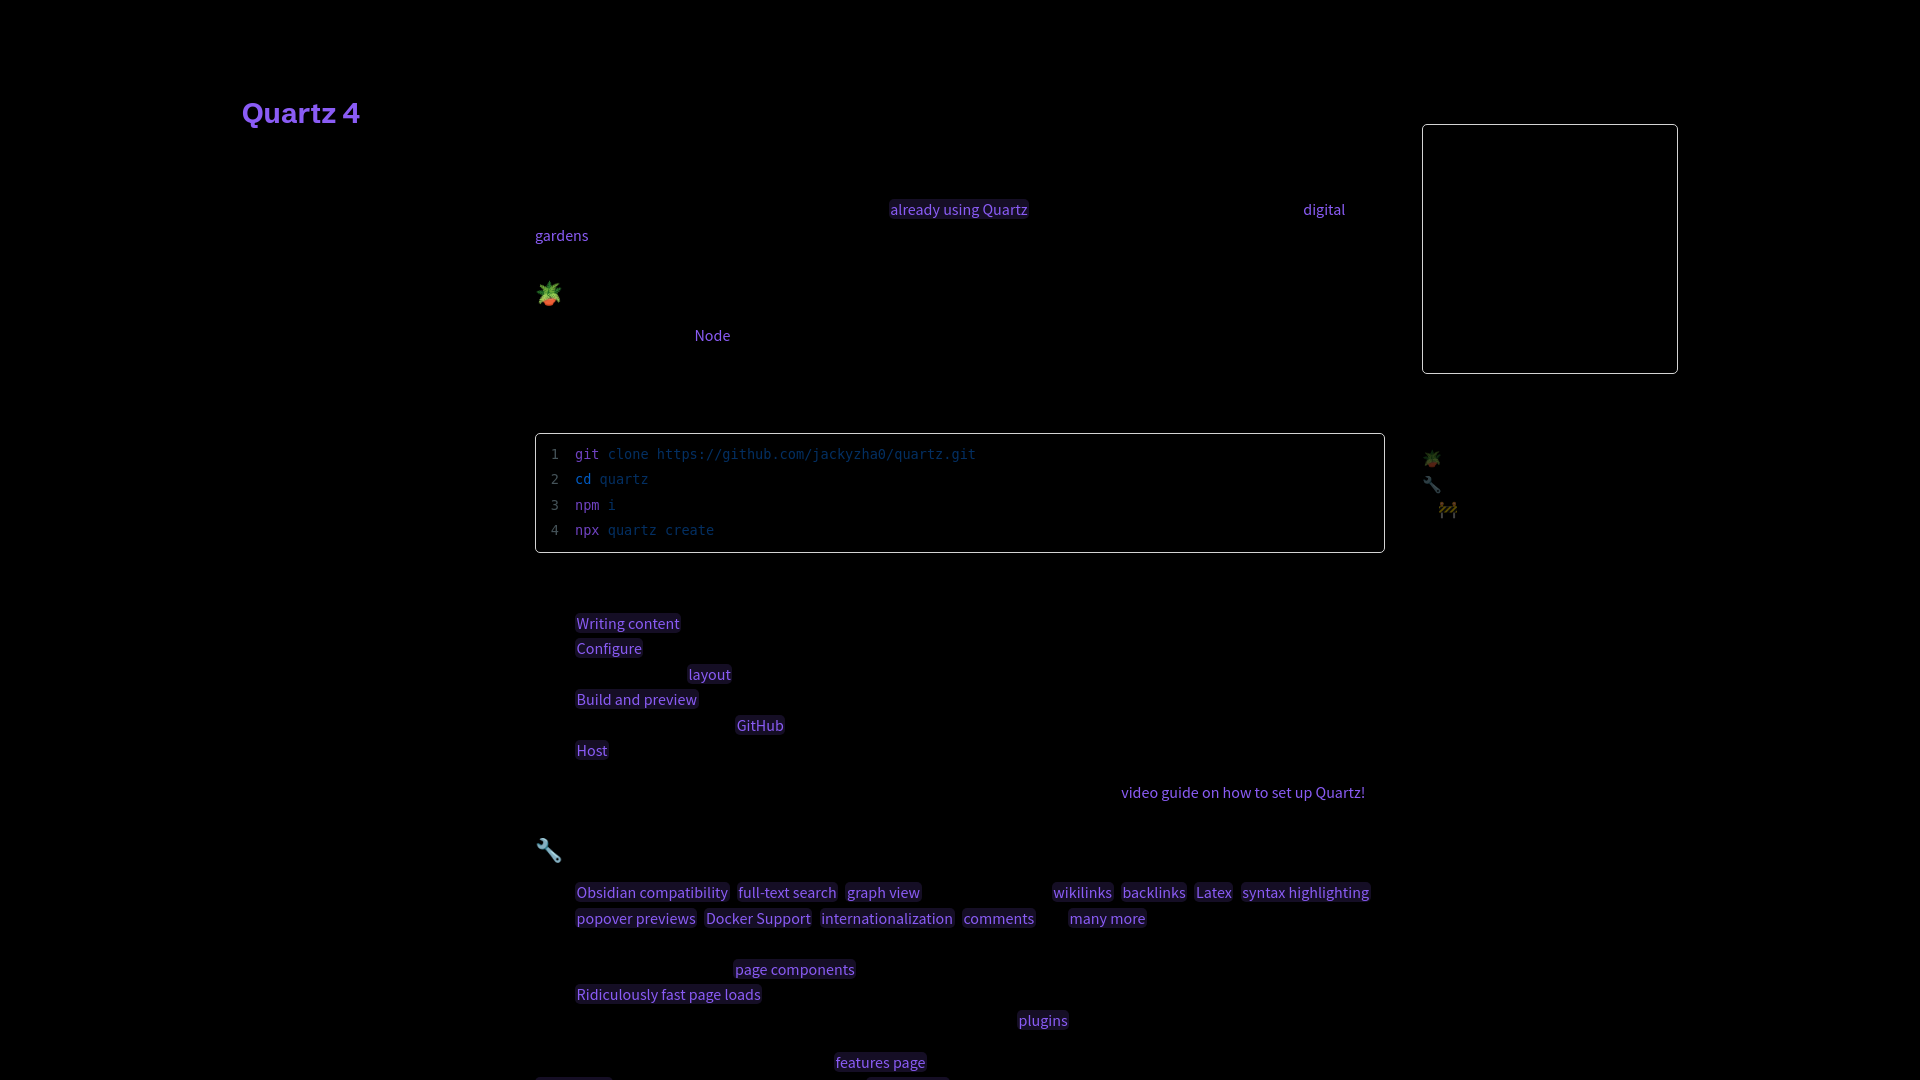 Quartz 4
already using Quartz digital
gardens
Node
1 git clone https://github.com/jackyzha0/quartz.git
2 cd quartz
3 npm i
4 npx quartz create
Writing content
Configure
layout
Build and preview
GitHub
Host
video guide on how to set up Quartz!
Obsidian compatibility full-text search graph view wikilinks backlinks Latex syntax highlighting
popover previews Docker Support internationalization comments many more
page components
Ridiculously fast page loads
plugins
features page